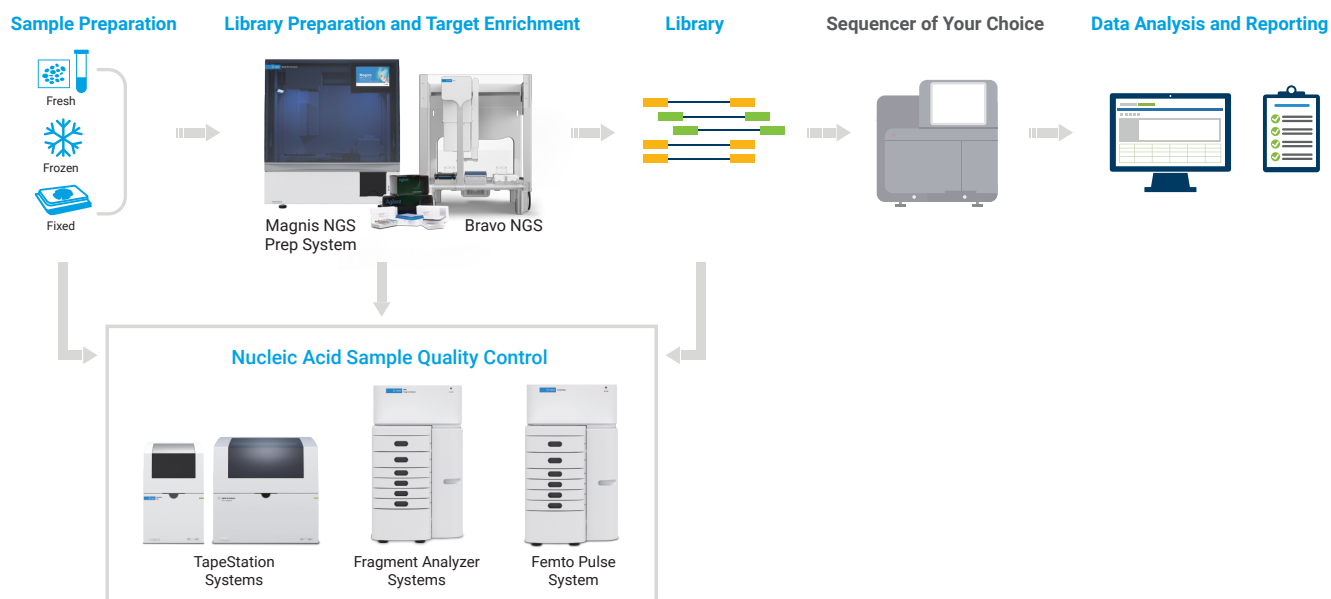 Sample Preparation
Library Preparation and Target Enrichment
Library
Sequencer of Your Choice
Data Analysis and Reporting
Fresh
Frozen
Fixed
Magnis NGS
Prep System
Bravo NGS
Nucleic Acid Sample Quality Control
TapeStation
Systems
Fragment Analyzer
Systems
Femto Pulse
System